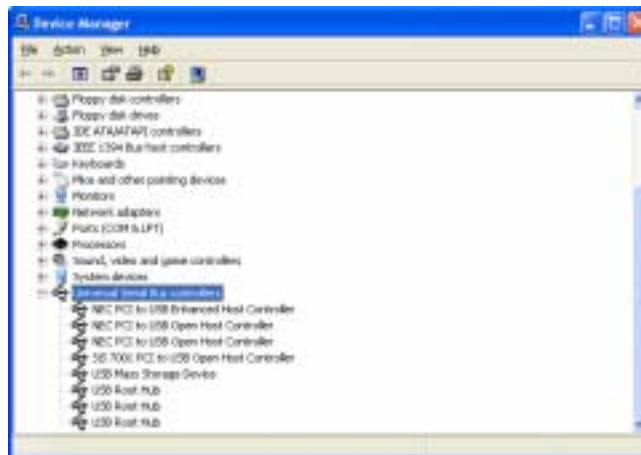 Device Manager
File Action View Help
Floppy disk controllers
Floppy disk drives
IDE ATA/ATAPI controllers
IEEE 1394 Bus host controllers
Keyboards
Mice and other pointing devices
Monitors
Network adapters
Ports (COM & LPT)
Processors
Sound, video and game controllers
System devices
Universal Serial Bus controllers
NEC PCI to USB Enhanced Host Controller
NEC PCI to USB Open Host Controller
NEC PCI to USB Open Host Controller
SiS 7001 PCI to USB Open Host Controller
USB Mass Storage Device
USB Root Hub
USB Root Hub
USB Root Hub